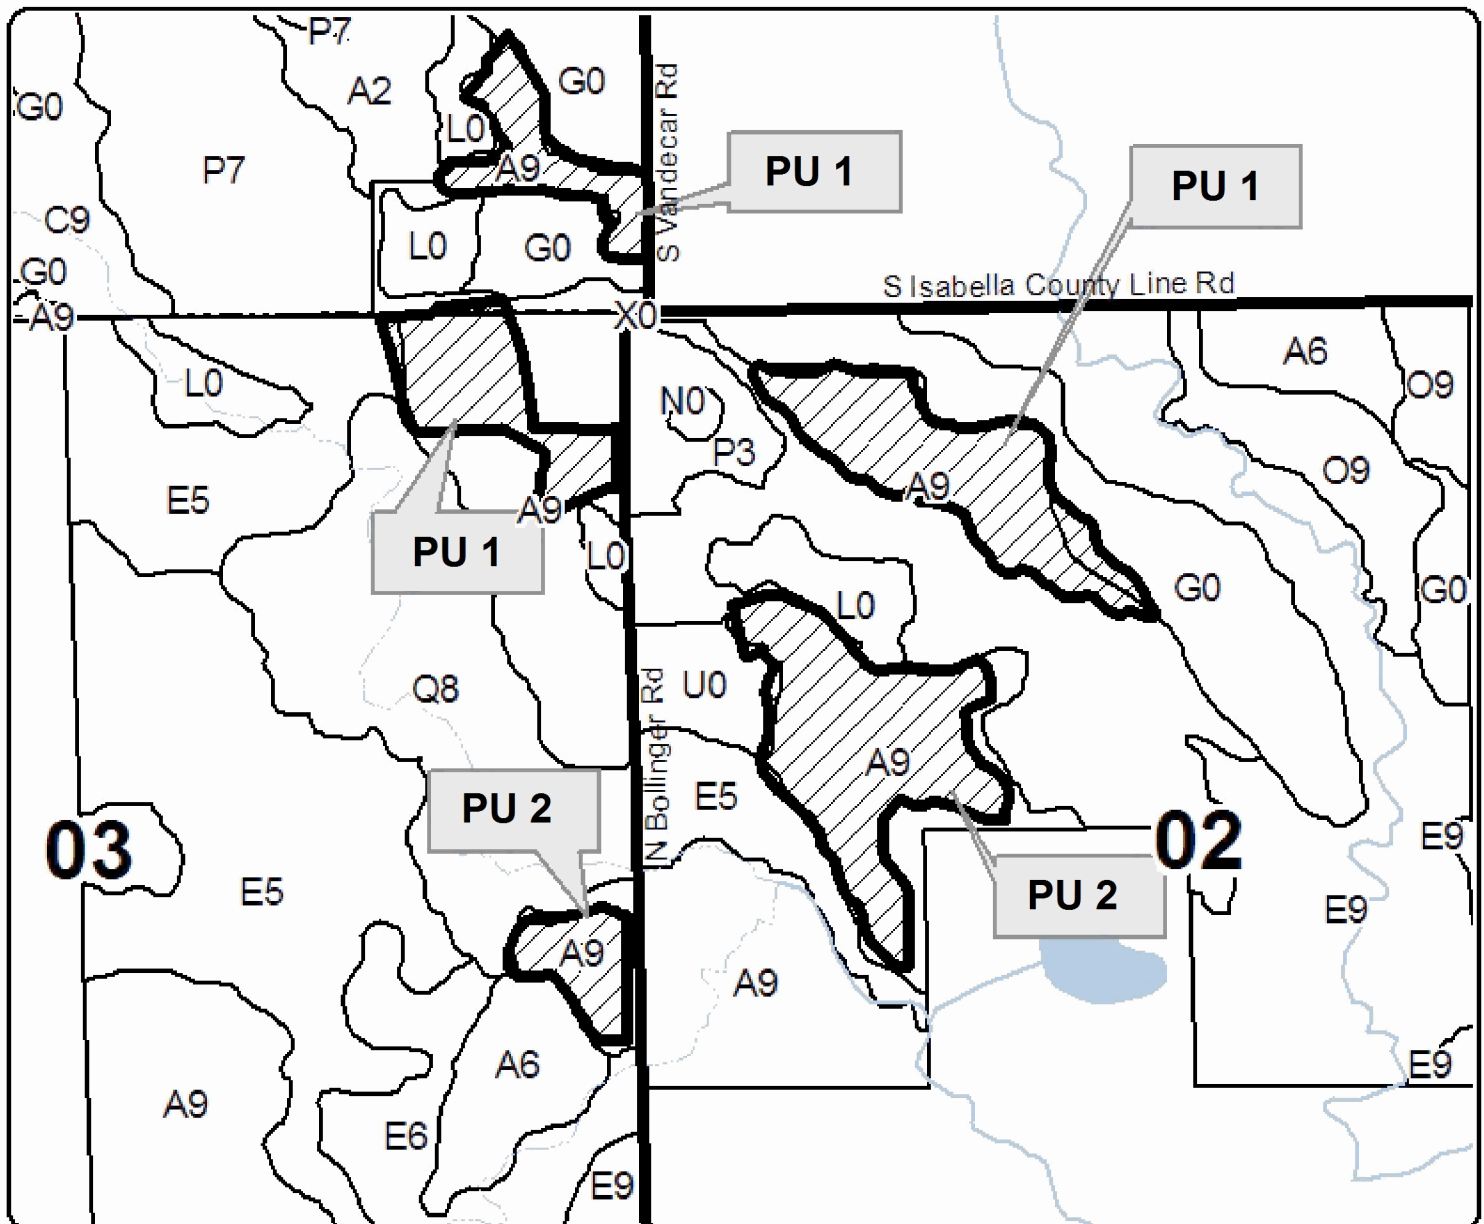 P7
A2
G0
G0
L0
P7
A9
S Vandecar Rd
PU 1
PU 1
C9
L0
G0
G0
S Isabella County Line Rd
A9
X0
A6
L0
N0
O9
P3
O9
E5
A9
A9
PU 1
L0
G0
G0
L0
Q8
U0
N Bollinger Rd
A9
PU 2
E5
03
02
E9
E5
PU 2
E9
A9
A9
A6
E9
A9
E6
E9